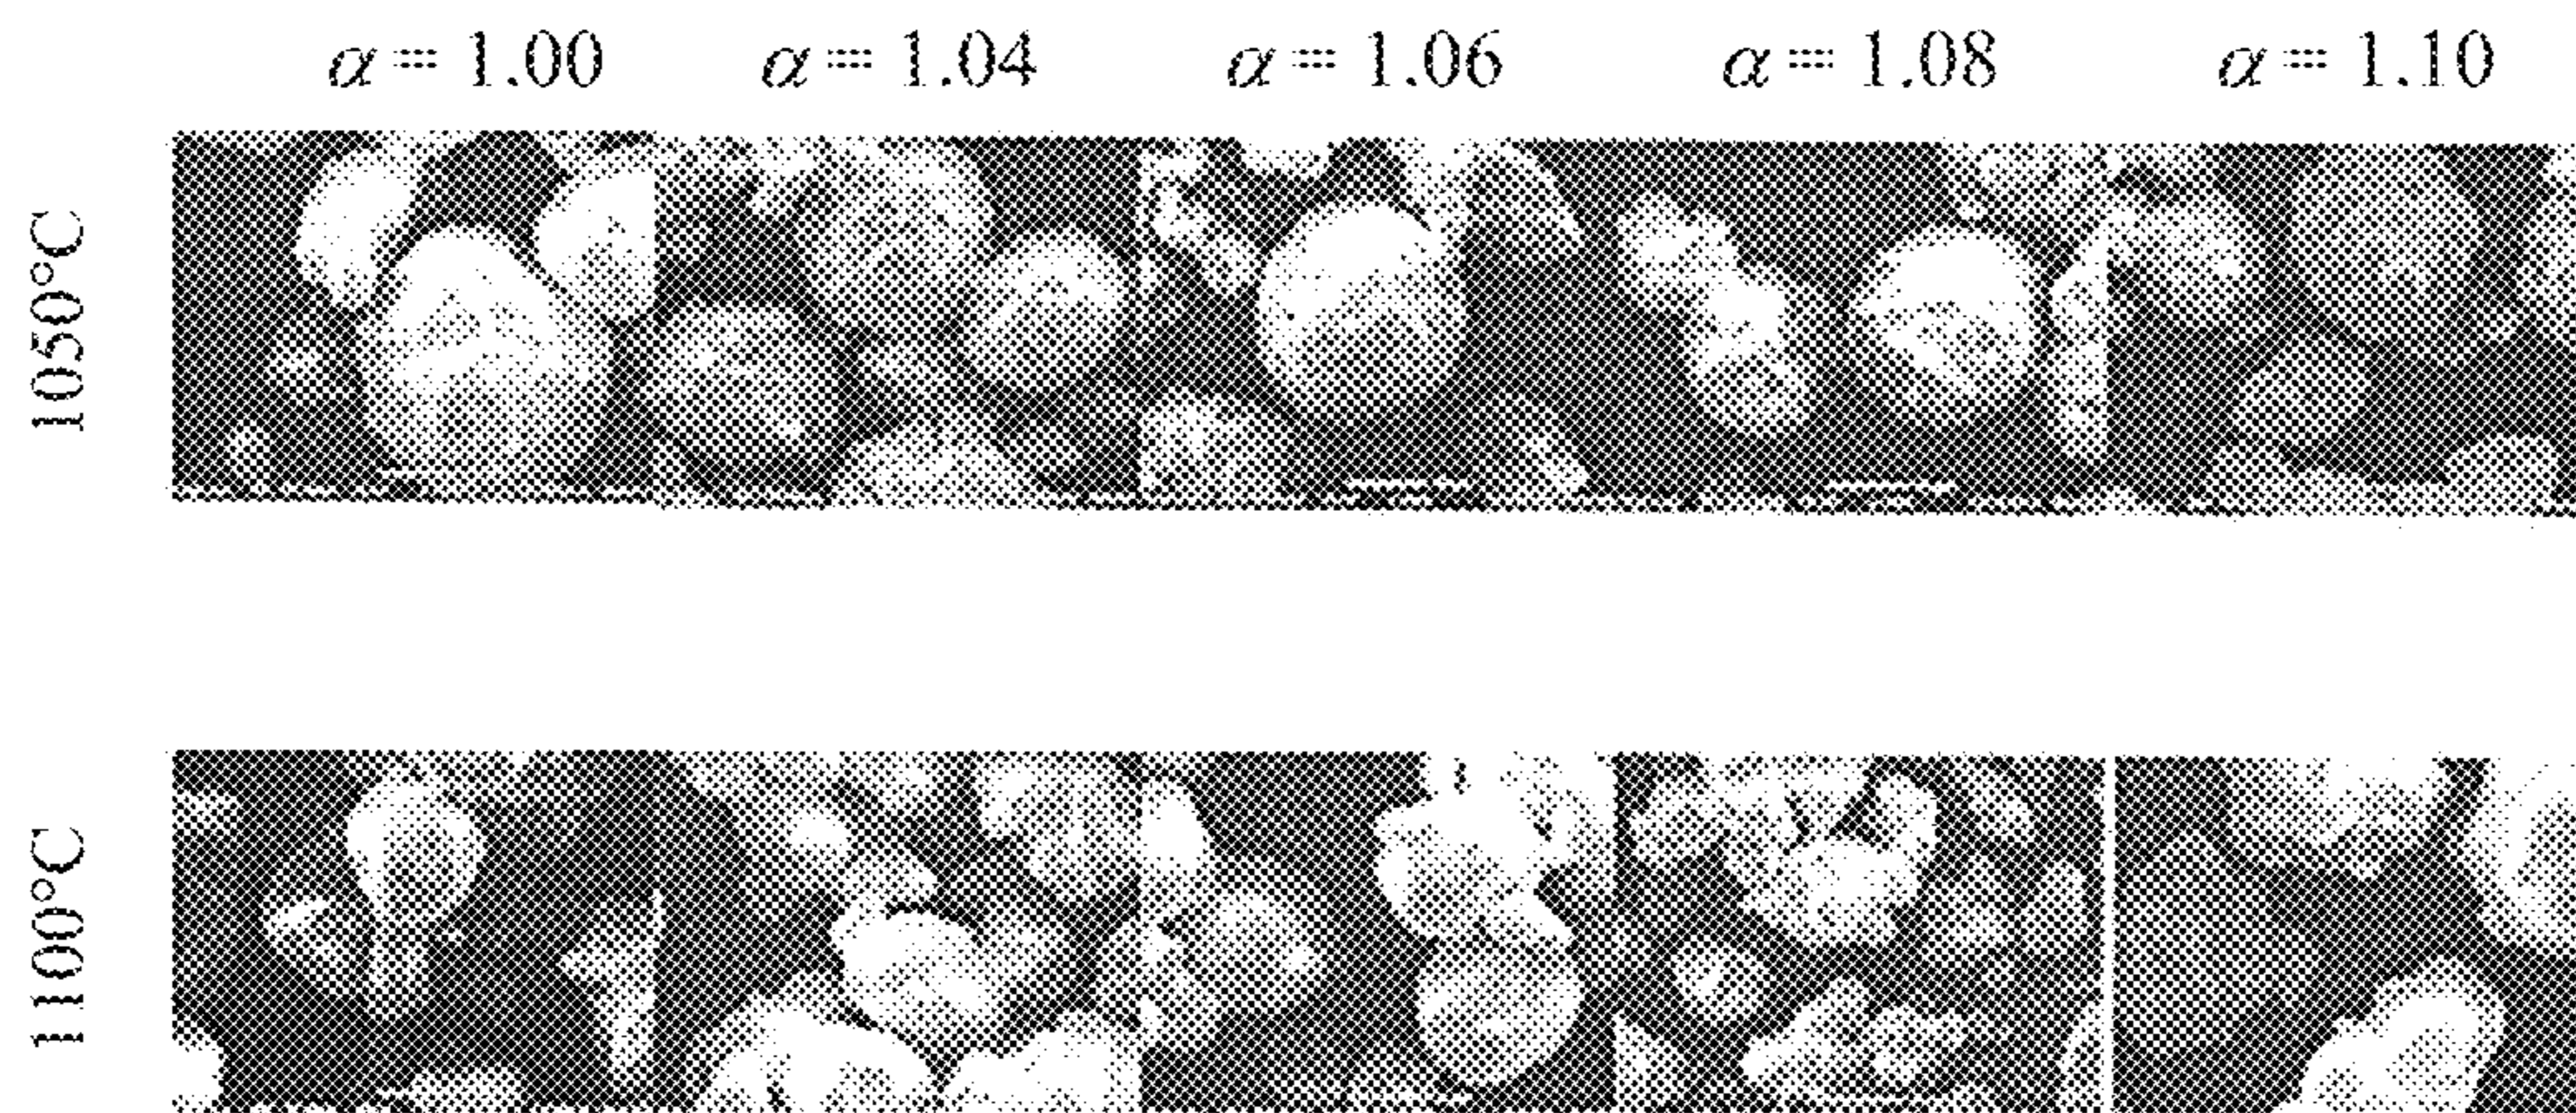 α = 1.00 α = 1.04 α = 1.06 α = 1.08 α = 1.10
1050°C
1100°C